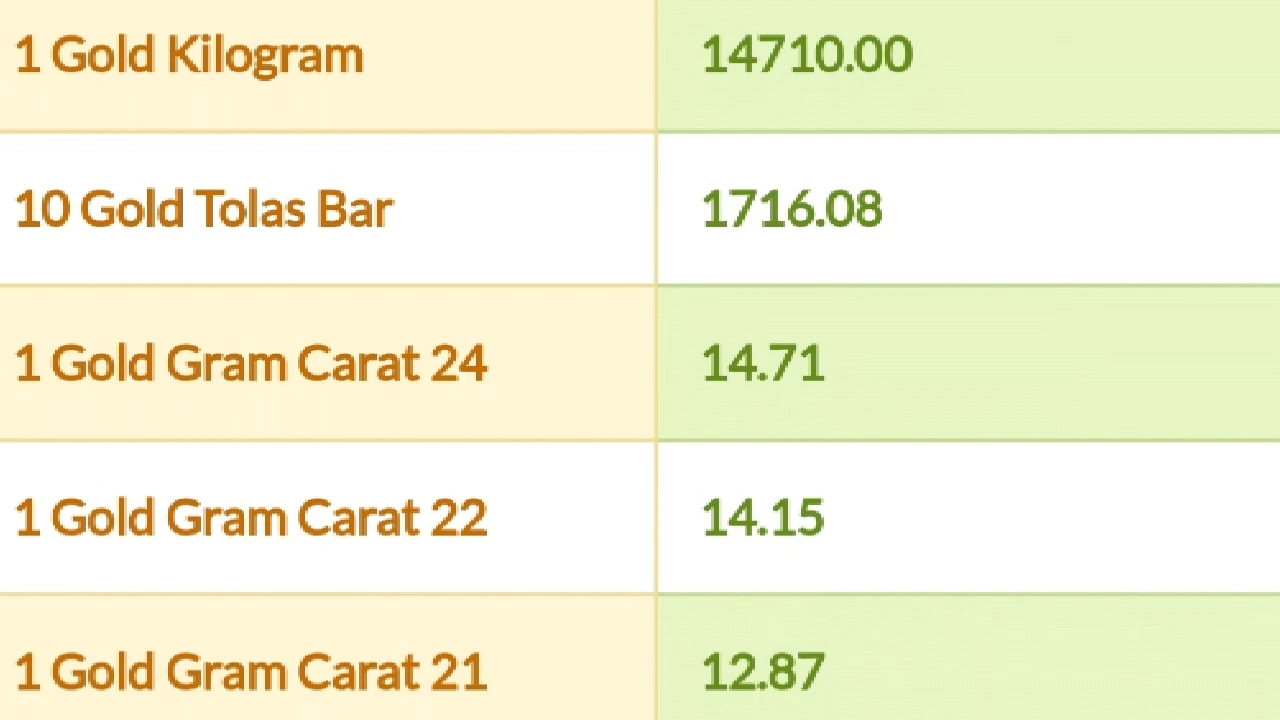 1 Gold Kilogram 14710.00
10 Gold Tolas Bar 1716.08
1 Gold Gram Carat 24 14.71
1 Gold Gram Carat 22 14.15
1 Gold Gram Carat 21 12.87